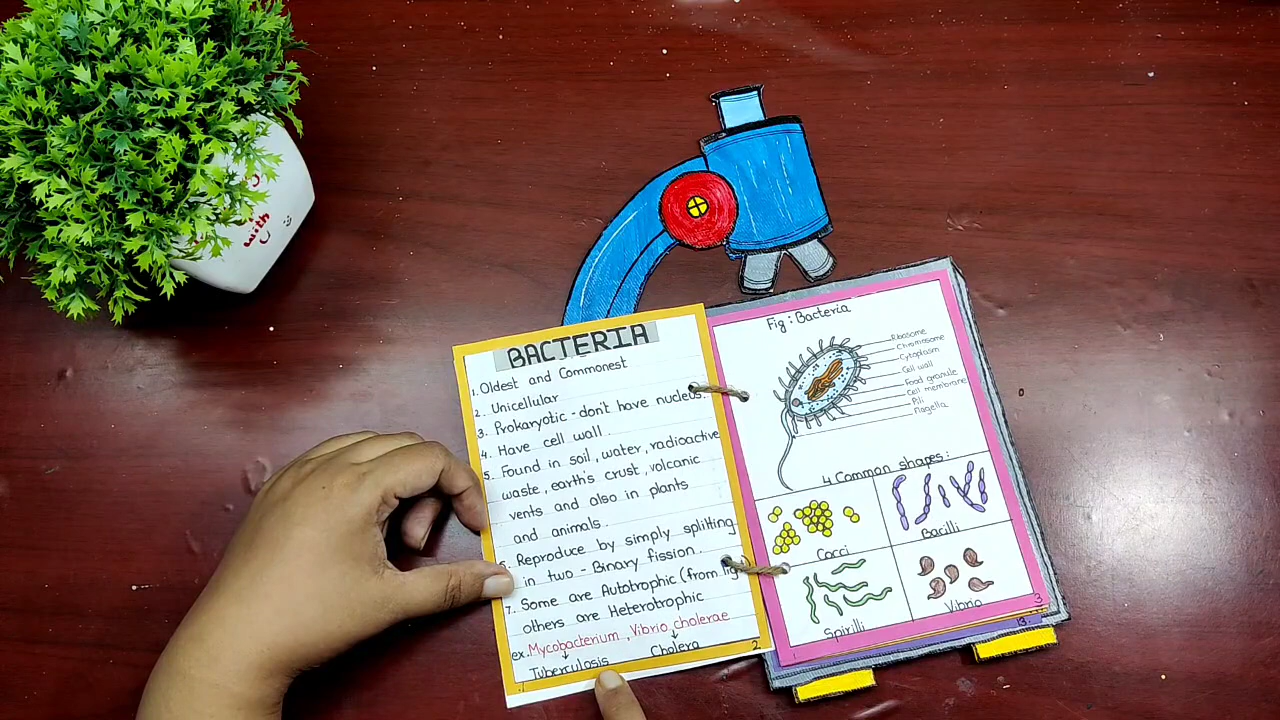 with
BACTERIA
1. Oldest and Commonest
2. Unicellular
3. Prokaryotic - don't have nucleus.
4. Have cell wall.
5. Found in soil, water, radioactive
waste, earth's crust, volcanic
vents and also in plants
and animals.
6. Reproduce by simply splitting
in two - Binary fission.
7. Some are Autotrophic (from light)
others are Heterotrophic
ex. Mycobacterium, Vibrio cholerae
Tuberculosis Cholera
2
Fig : Bacteria
Ribosome
Chromosome
Cytoplasm
Cell wall
Food granule
Cell membrane
Pili
Flagella
4 Common shapes :
Cocci
Bacilli
Spirilli
Vibrio
3
13.